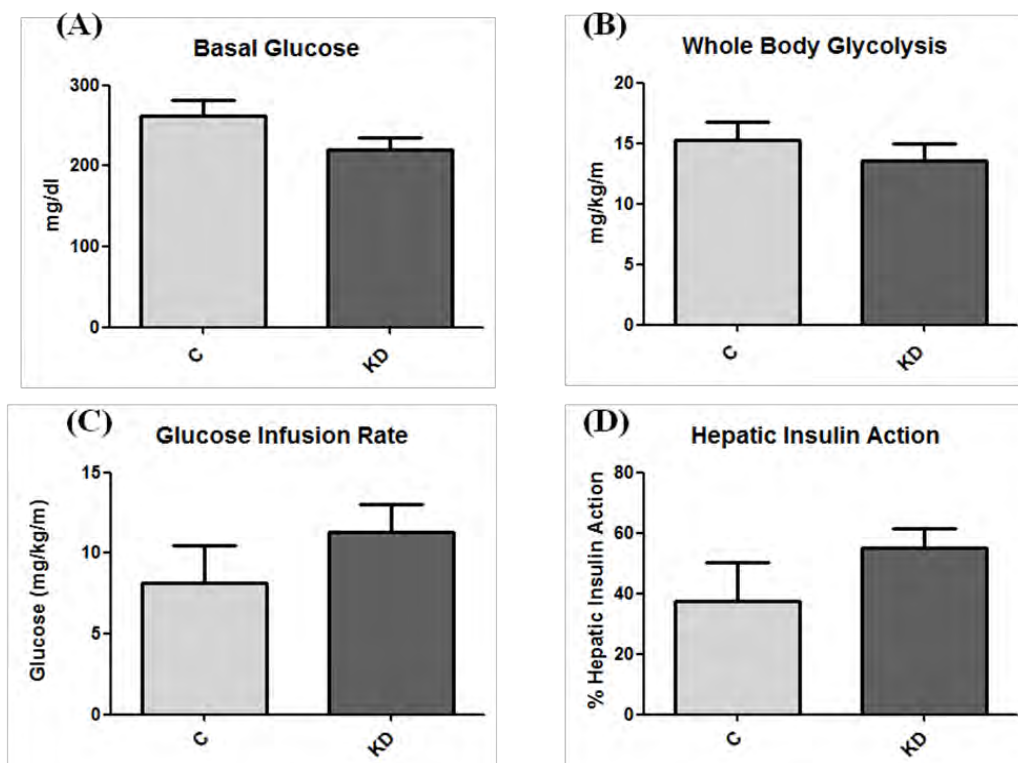 (A)
Basal Glucose
300
200
100
0
mg/dl
C
KD
(B)
Whole Body Glycolysis
20
15
10
5
0
mg/kg/m
C
KD
(C)
Glucose Infusion Rate
15
10
5
0
Glucose (mg/kg/m)
C
KD
(D)
Hepatic Insulin Action
80
60
40
20
0
% Hepatic Insulin Action
C
KD